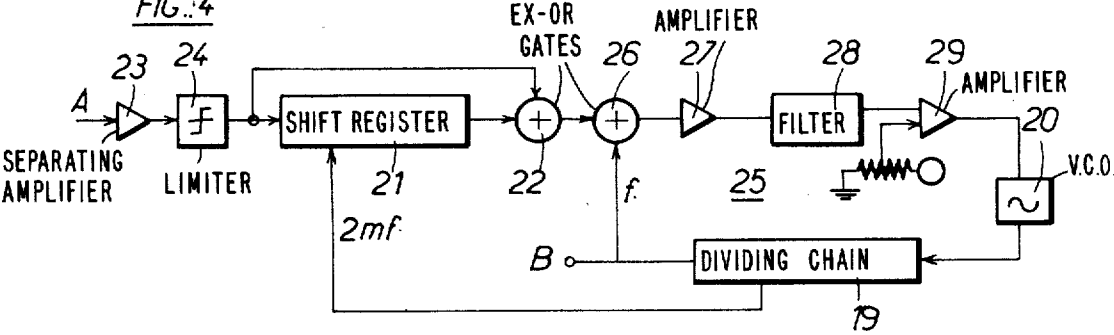 FIG.:4
EX-OR
GATES
AMPLIFIER
23
24
26
27
28
29
A
SHIFT REGISTER
+
+
FILTER
AMPLIFIER
20
SEPARATING
AMPLIFIER
LIMITER
21
22
25
V.C.O.
f
2mf
B
DIVIDING CHAIN
19